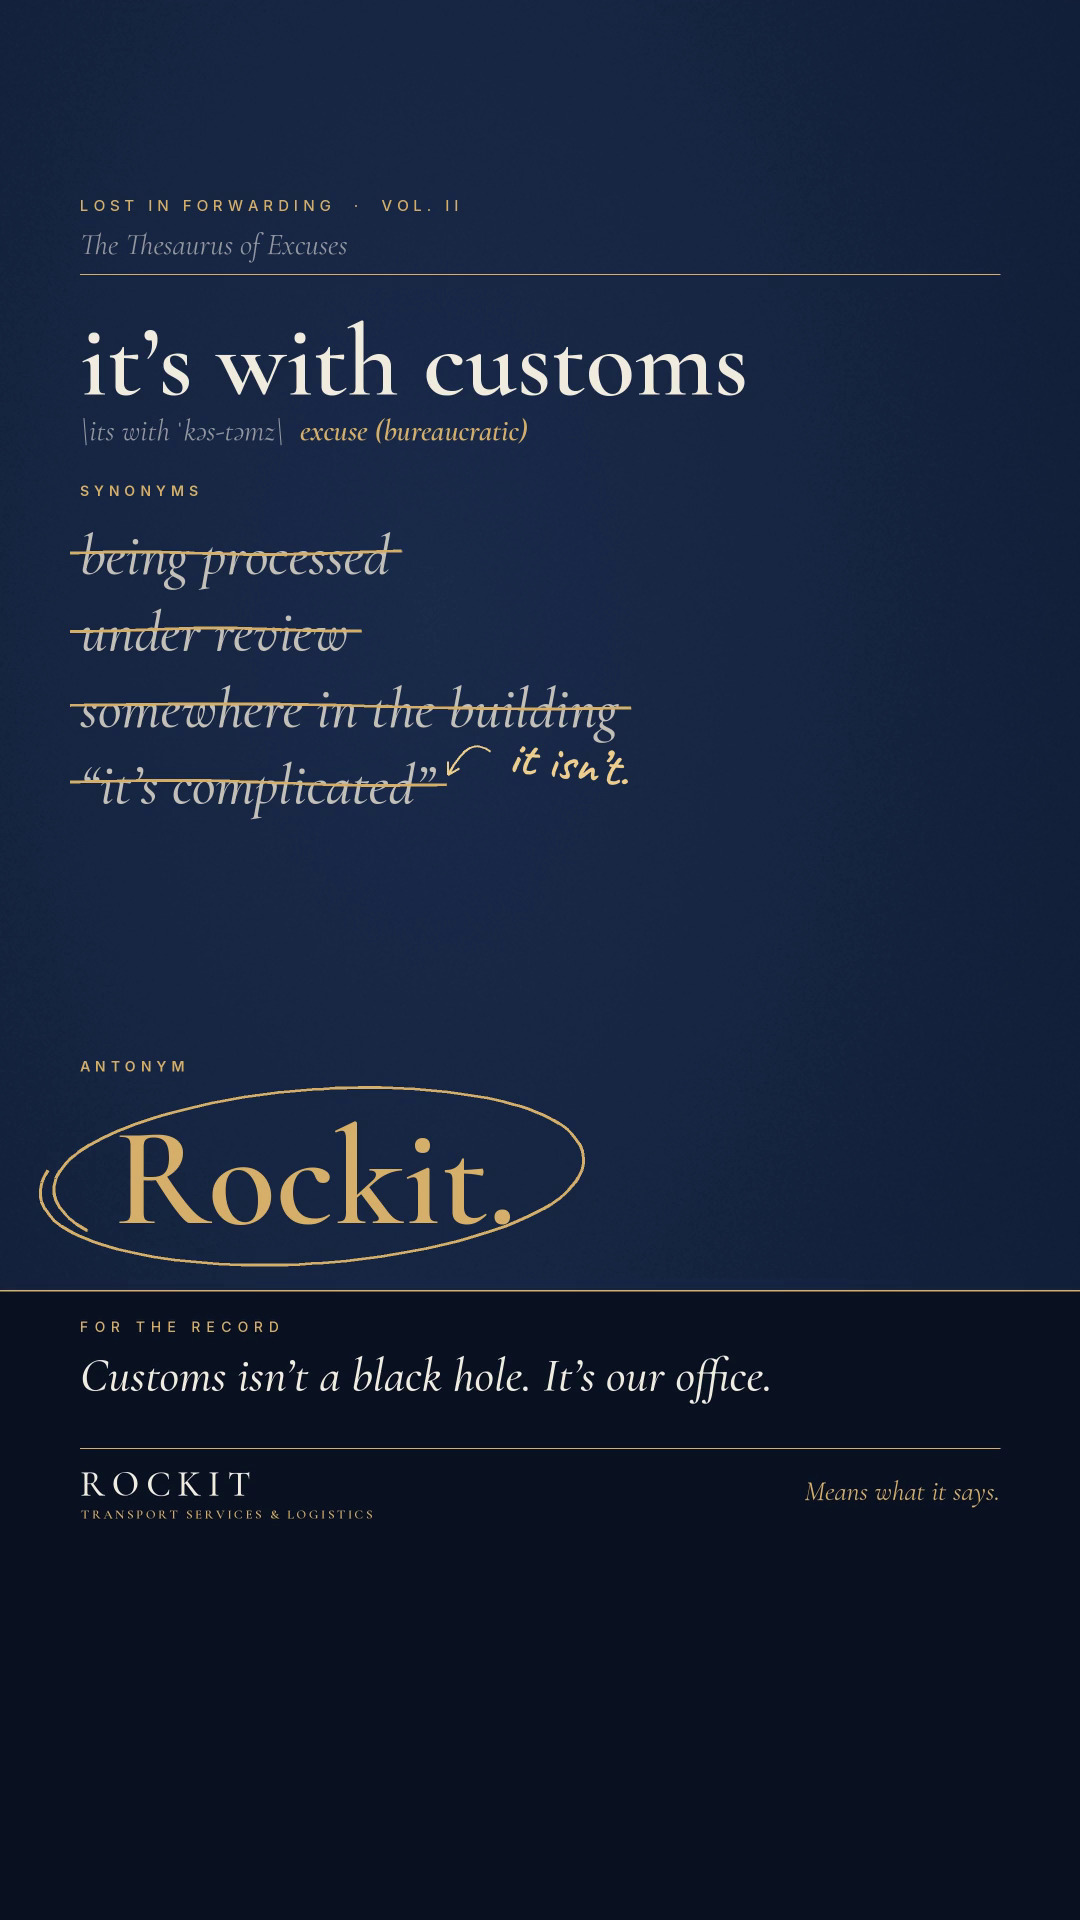 LOST IN FORWARDING · VOL. II
The Thesaurus of Excuses
it’s with customs
\its with ˈkəs-təmz\ excuse (bureaucratic)
SYNONYMS
being processed
under review
somewhere in the building
“it’s complicated”
it isn’t.
ANTONYM
Rockit.
FOR THE RECORD
Customs isn’t a black hole. It’s our office.
ROCKIT
TRANSPORT SERVICES & LOGISTICS
Means what it says.